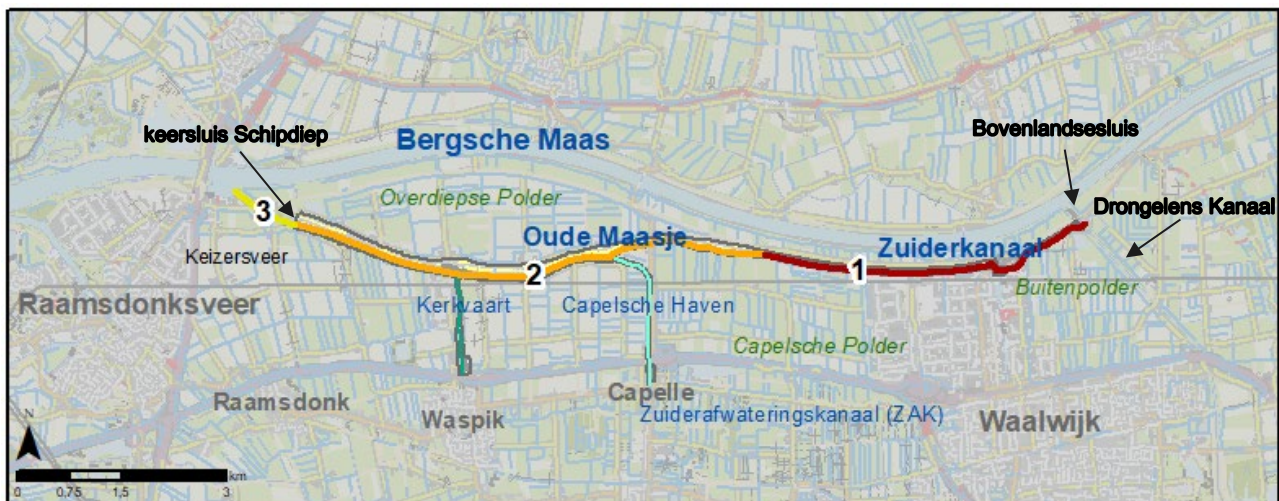 Bovenlandsesluis
keersluis Schipdiep
Bergsche Maas
Overdiepse Polder
Drongelens Kanaal
3
Oude Maasje
Zuiderkanaal
Keizersveer
2
1
Buitenpolder
Raamsdonksveer
Kerkvaart
Capelsche Haven
Capelsche Polder
Raamsdonk
Capelle
Waspik
Zuiderafwateringskanaal (ZAK)
Waalwijk
N
km
0 0,75 1,5 3